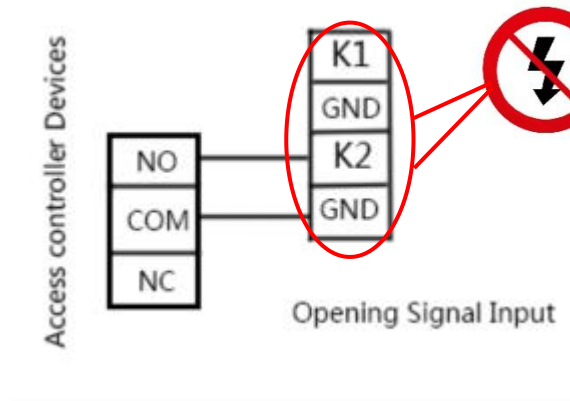 Access controller Devices
NO
COM
NC
K1
GND
K2
GND
Opening Signal Input